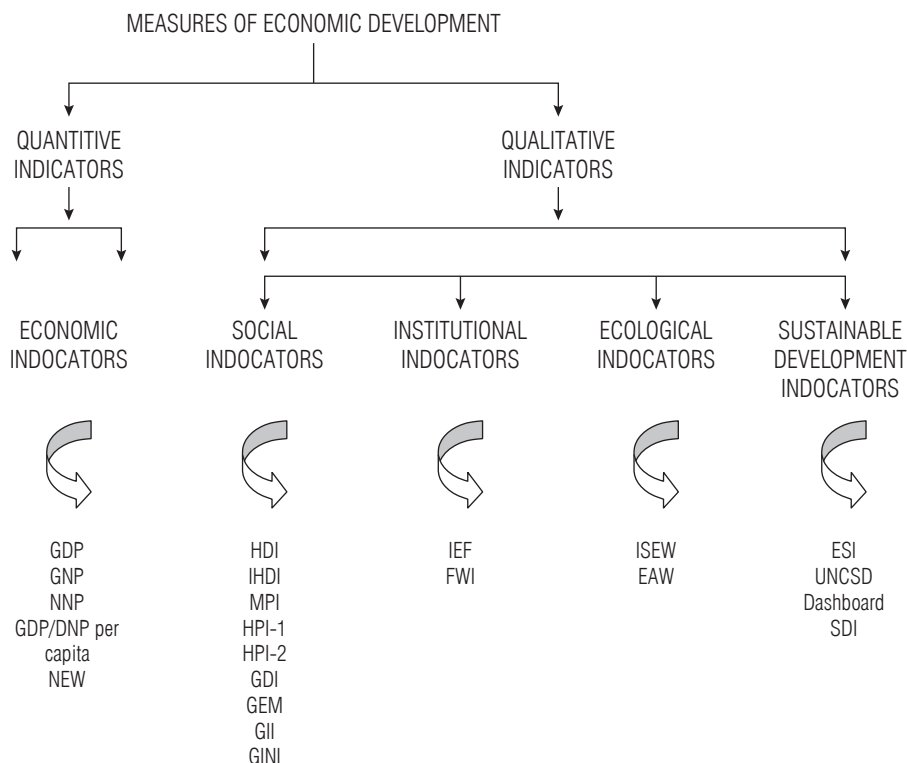 MEASURES OF ECONOMIC DEVELOPMENT
QUANTITIVE
INDICATORS
QUALITATIVE
INDICATORS
ECONOMIC
INDOCATORS
SOCIAL
INDOCATORS
INSTITUTIONAL
INDOCATORS
ECOLOGICAL
INDOCATORS
SUSTAINABLE
DEVELOPMENT
INDOCATORS
GDP
GNP
NNP
GDP/DNP per
capita
NEW
HDI
IHDI
MPI
HPI-1
HPI-2
GDI
GEM
GII
GINI
IEF
FWI
ISEW
EAW
ESI
UNCSD
Dashboard
SDI